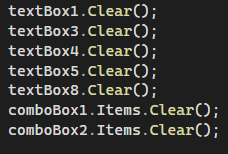 textBox1.Clear();
textBox3.Clear();
textBox4.Clear();
textBox5.Clear();
textBox8.Clear();
comboBox1.Items.Clear();
comboBox2.Items.Clear();